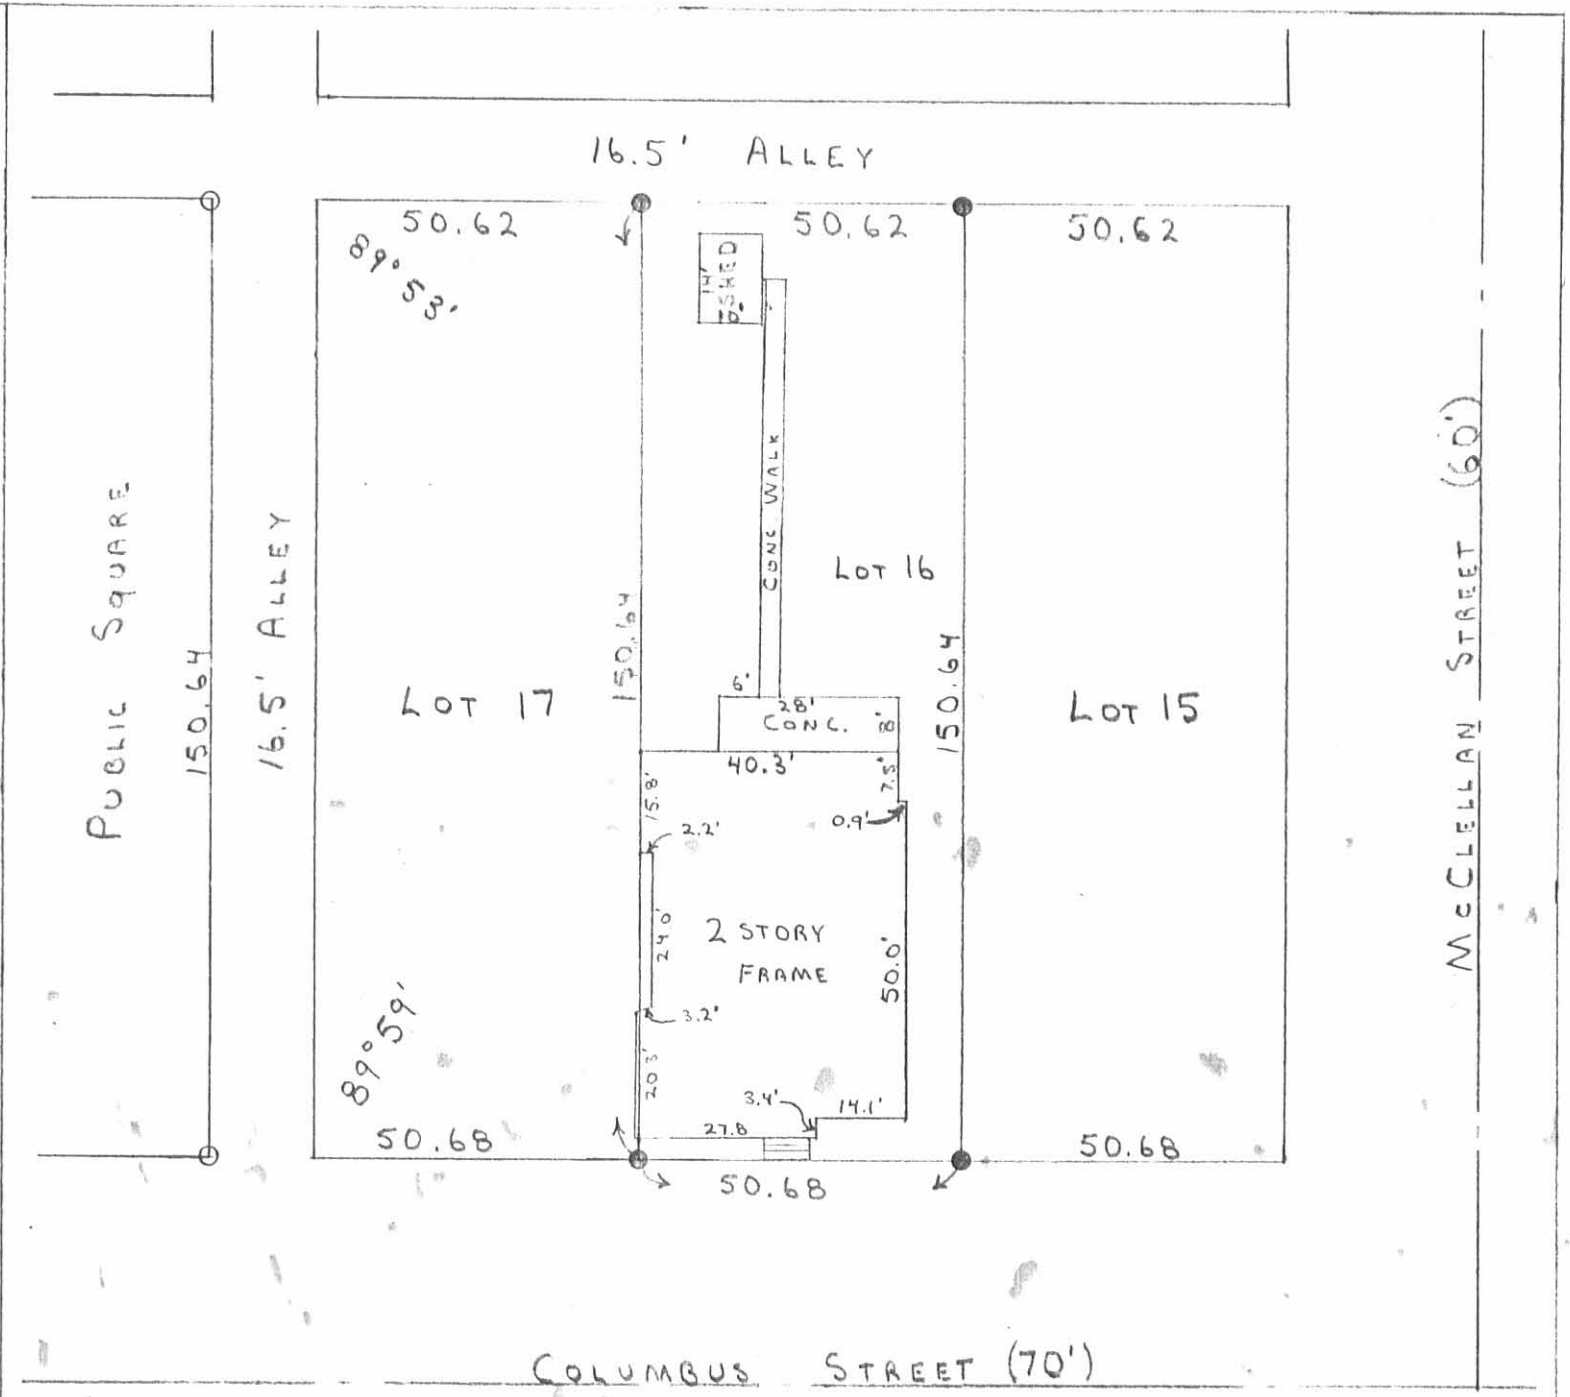 16.5' ALLEY
50.62
50.62
50.62
89° 53'
14'
SHED
PUBLIC SQUARE
150.64
16.5' ALLEY
LOT 17
150.64
CONC WALK
LOT 16
150.64
LOT 15
McCLELLAN STREET (60')
6'
28'
CONC.
8'
40.3'
7.5'
15.8'
0.9'
2.2'
24.0'
2 STORY
FRAME
50.0'
3.2'
20.3'
89° 59'
3.4'
14.1'
27.8
50.68
50.68
50.68
COLUMBUS STREET (70')